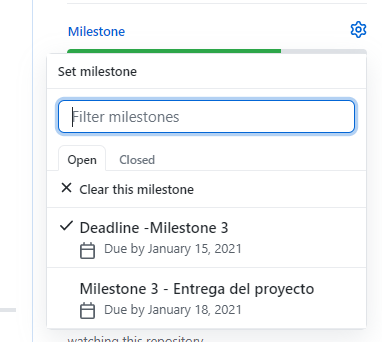 Milestone
Set milestone
Filter milestones
Open Closed
Clear this milestone
Deadline -Milestone 3
Due by January 15, 2021
Milestone 3 - Entrega del proyecto
Due by January 18, 2021
watching this repository.